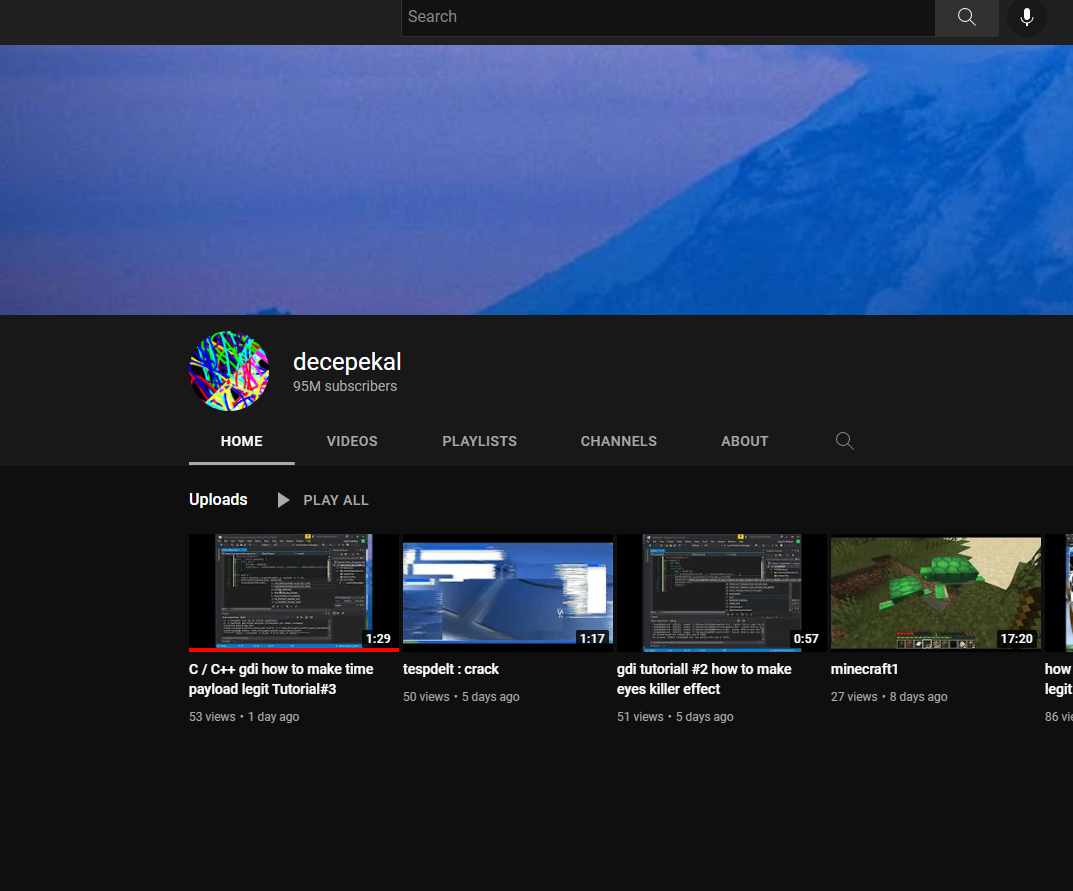 Search
decepekal
95M subscribers
HOME VIDEOS PLAYLISTS CHANNELS ABOUT
Uploads PLAY ALL
1:29 1:17 0:57 17:20
C / C++ gdi how to make time
payload legit Tutorial#3
53 views • 1 day ago
tespdelt : crack
50 views • 5 days ago
gdi tutoriall #2 how to make
eyes killer effect
51 views • 5 days ago
minecraft1
27 views • 8 days ago
how
legit
86 vie